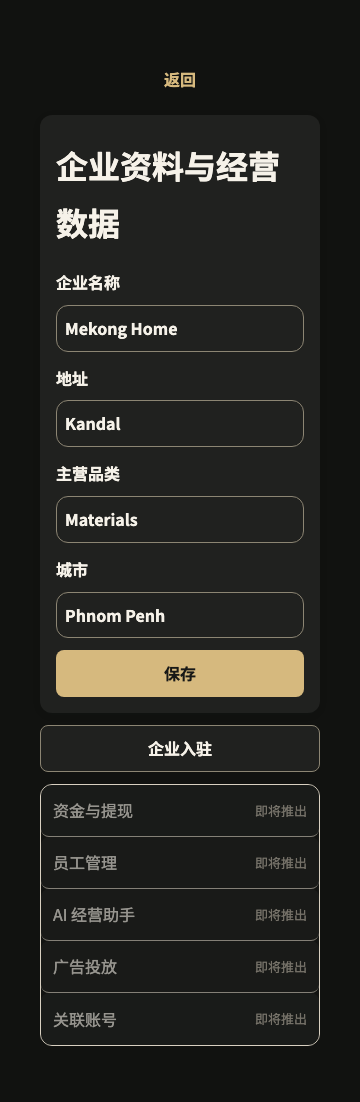 返回
企业资料与经营
数据
企业名称
Mekong Home
地址
Kandal
主营品类
Materials
城市
Phnom Penh
保存
企业入驻
资金与提现 即将推出
员工管理 即将推出
AI 经营助手 即将推出
广告投放 即将推出
关联账号 即将推出